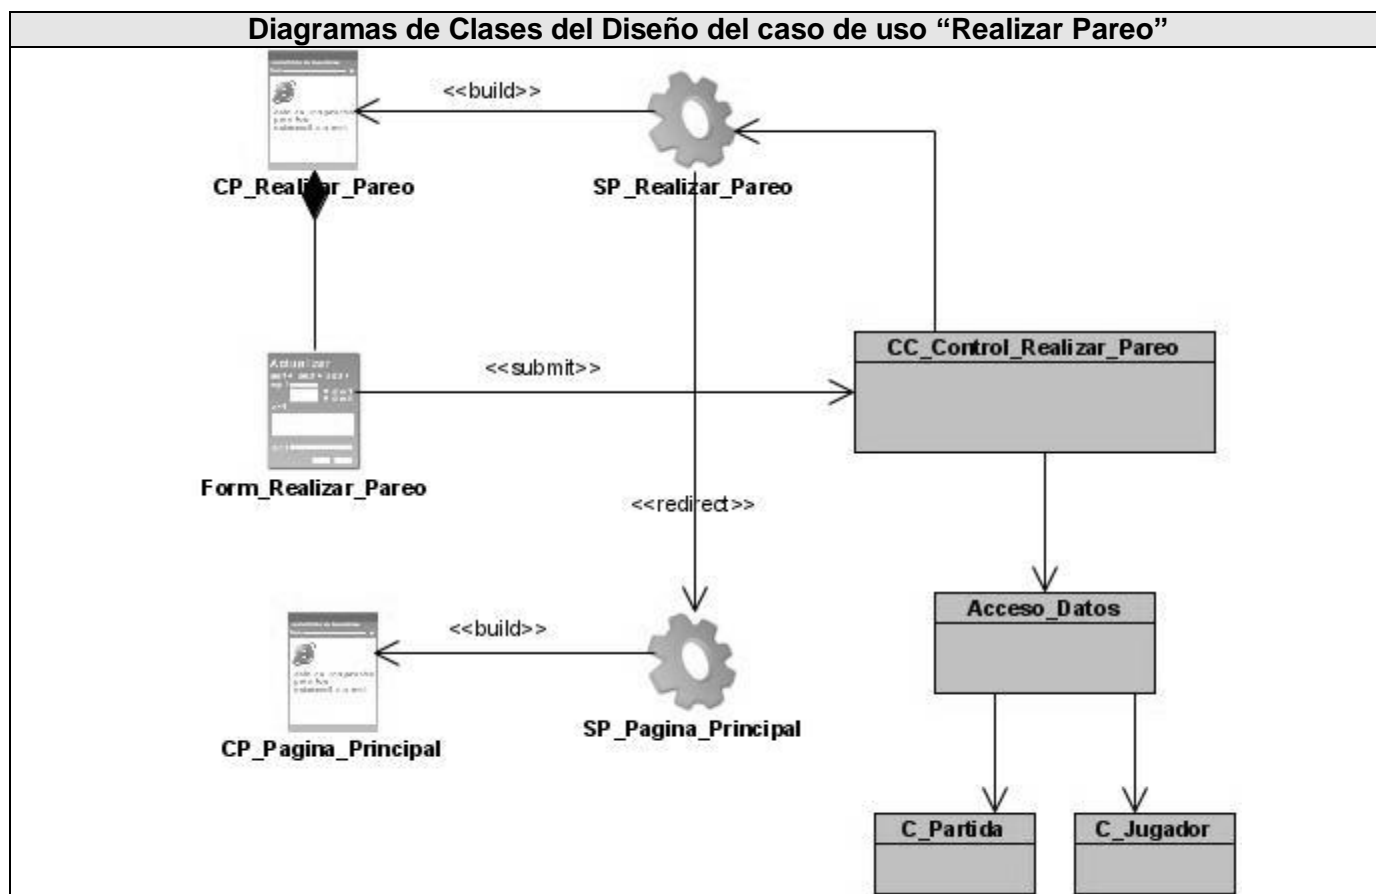 Diagramas de Clases del Diseño del caso de uso “Realizar Pareo”
<<build>>
CP_Realizar_Pareo
SP_Realizar_Pareo
CC_Control_Realizar_Pareo
Actualizar
<<submit>>
Form_Realizar_Pareo
<<redirect>>
Acceso_Datos
<<build>>
SP_Pagina_Principal
CP_Pagina_Principal
C_Partida
C_Jugador